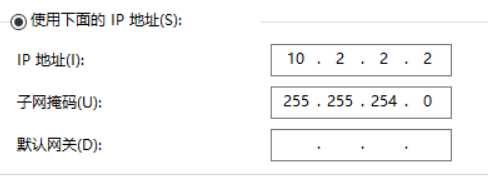 使用下面的 IP 地址(S):
IP 地址(I): 10 . 2 . 2 . 2
子网掩码(U): 255 . 255 . 254 . 0
默认网关(D): . . .